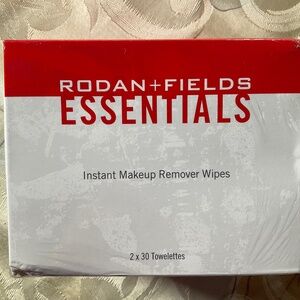 RODAN+FIELDS
ESSENTIALS
Instant Makeup Remover Wipes
2 x 30 Towelettes